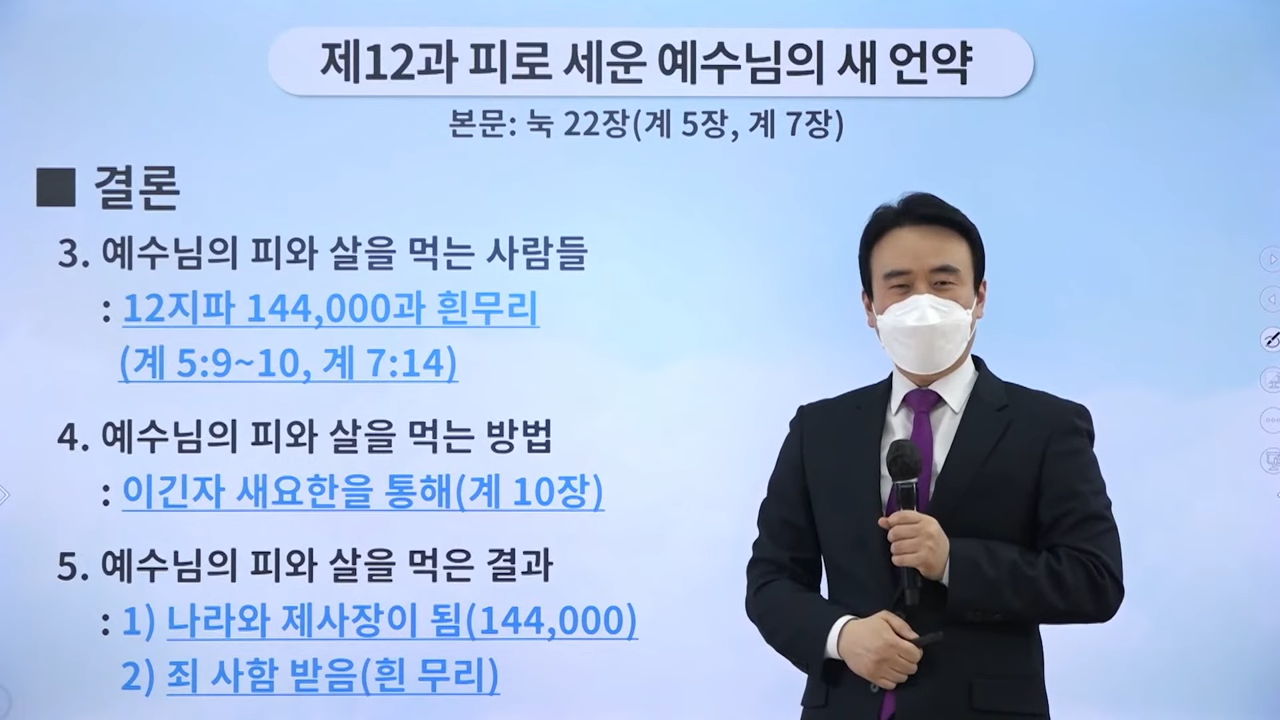 제12과 피로 세운 예수님의 새 언약
본문: 눅 22장(계 5장, 계 7장)
■ 결론
3. 예수님의 피와 살을 먹는 사람들
: 12지파 144,000과 흰무리
(계 5:9~10, 계 7:14)
4. 예수님의 피와 살을 먹는 방법
: 이긴자 새요한을 통해(계 10장)
5. 예수님의 피와 살을 먹은 결과
: 1) 나라와 제사장이 됨(144,000)
2) 죄 사함 받음(흰 무리)